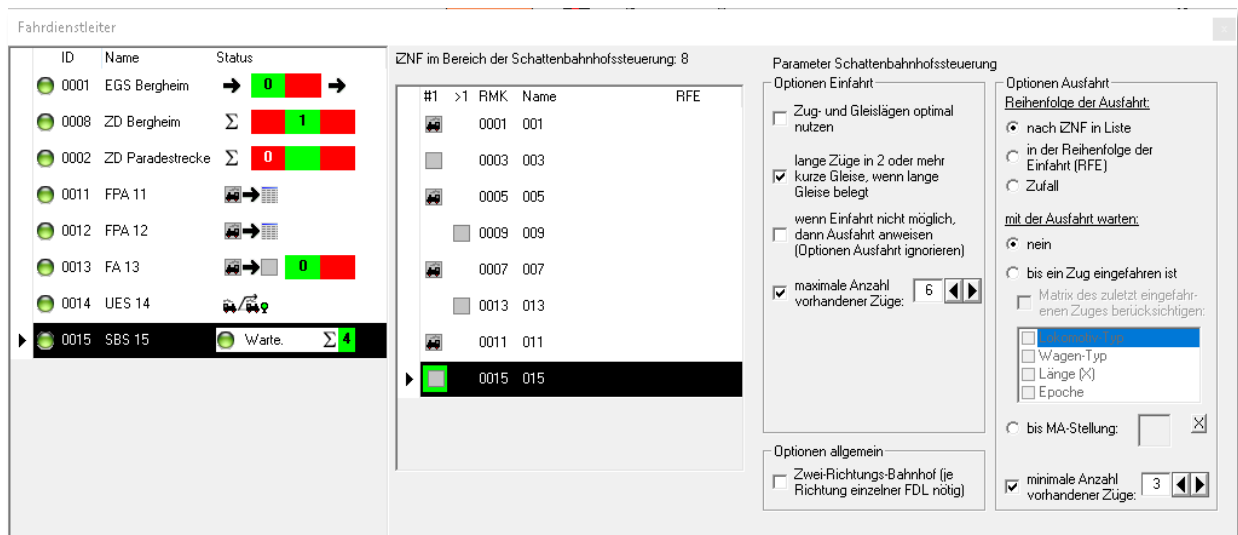 Fahrdienstleiter
ID Name Status
0001 EGS Bergheim 0
0008 ZD Bergheim Σ 1
0002 ZD Paradestrecke Σ 0
0011 FPA 11
0012 FPA 12
0013 FA 13 0
0014 UES 14
0015 SBS 15 Warte. Σ 4
iZNF im Bereich der Schattenbahnhofssteuerung: 8
#1 >1 RMK Name RFE
0001 001
0003 003
0005 005
0009 009
0007 007
0013 013
0011 011
0015 015
Parameter Schattenbahnhofssteuerung
Optionen Einfahrt
Zug- und Gleislägen optimal
nutzen
lange Züge in 2 oder mehr
kurze Gleise, wenn lange
Gleise belegt
wenn Einfahrt nicht möglich,
dann Ausfahrt anweisen
(Optionen Ausfahrt ignorieren)
maximale Anzahl
vorhandener Züge: 6
Optionen allgemein
Zwei-Richtungs-Bahnhof (je
Richtung einzelner FDL nötig)
Optionen Ausfahrt
Reihenfolge der Ausfahrt:
nach iZNF in Liste
in der Reihenfolge der
Einfahrt (RFE)
Zufall
mit der Ausfahrt warten:
nein
bis ein Zug eingefahren ist
Matrix des zuletzt eingefahr-
enen Zuges berücksichtigen:
Lokomotiv-Typ
Wagen-Typ
Länge (X)
Epoche
bis MA-Stellung: X
minimale Anzahl
vorhandener Züge: 3